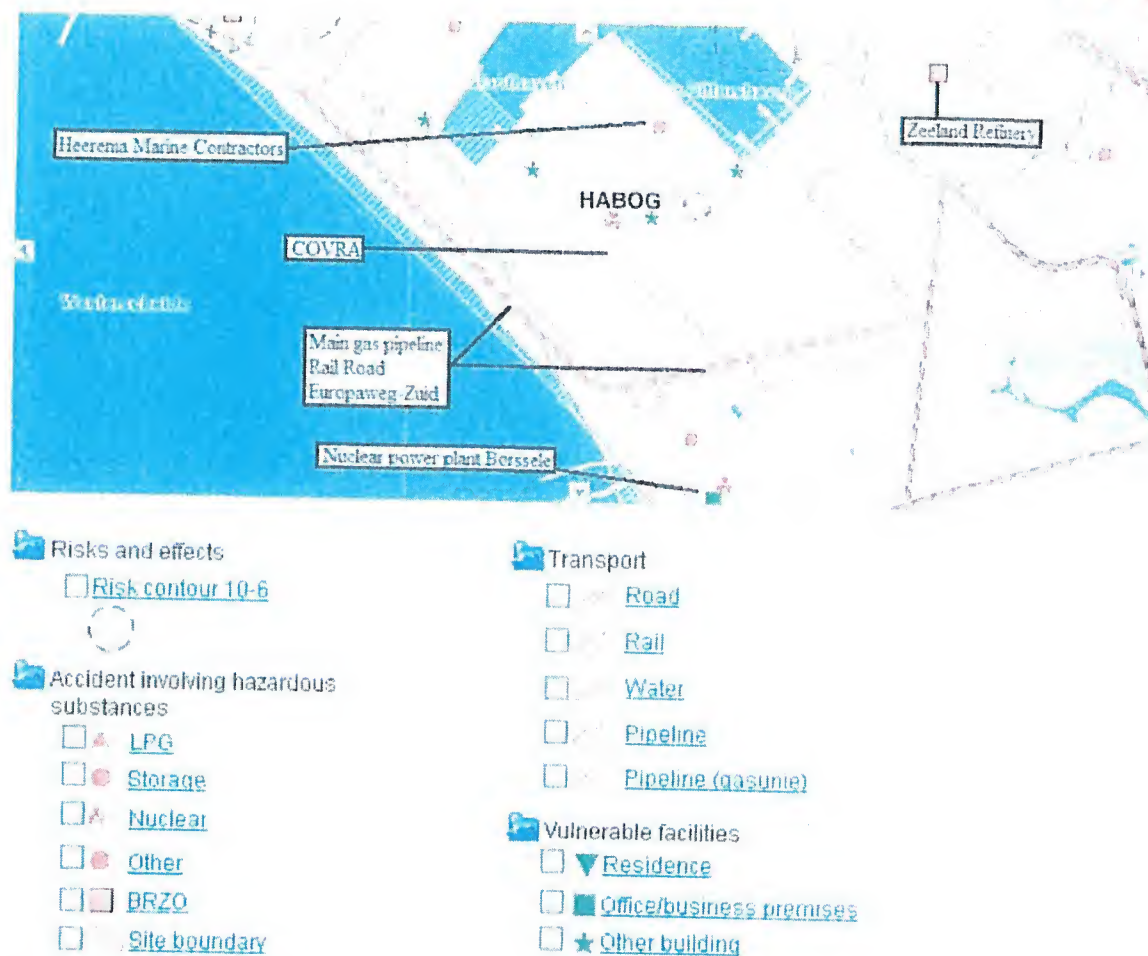 Heerema Marine Contractors
Zeeland Refinery
HABOG
COVRA
Main gas pipeline
Rail Road
Europaweg-Zuid
Nuclear power plant Borssele
Risks and effects
Risk contour 10-6
Accident involving hazardous
substances
LPG
Storage
Nuclear
Other
BRZO
Site boundary
Transport
Road
Rail
Water
Pipeline
Pipeline (gasunie)
Vulnerable facilities
Residence
Office/business premises
Other building